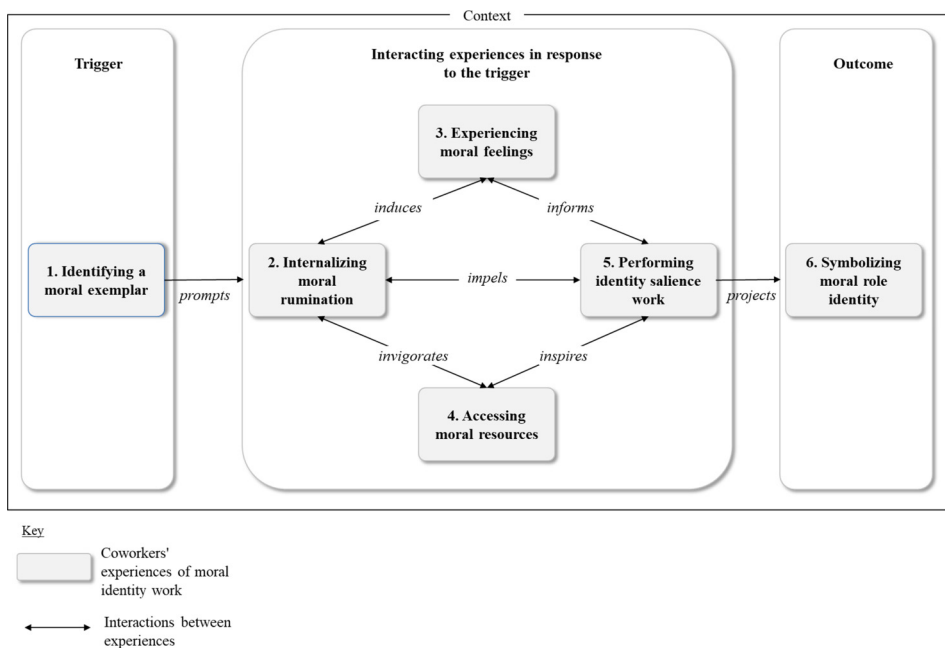 Context
Trigger
Interacting experiences in response
to the trigger
Outcome
3. Experiencing
moral feelings
induces
informs
1. Identifying a
moral exemplar
prompts
2. Internalizing
moral
rumination
impels
5. Performing
identity salience
work
projects
6. Symbolizing
moral role
identity
invigorates
inspires
4. Accessing
moral resources
Key
Coworkers'
experiences of moral
identity work
Interactions between
experiences